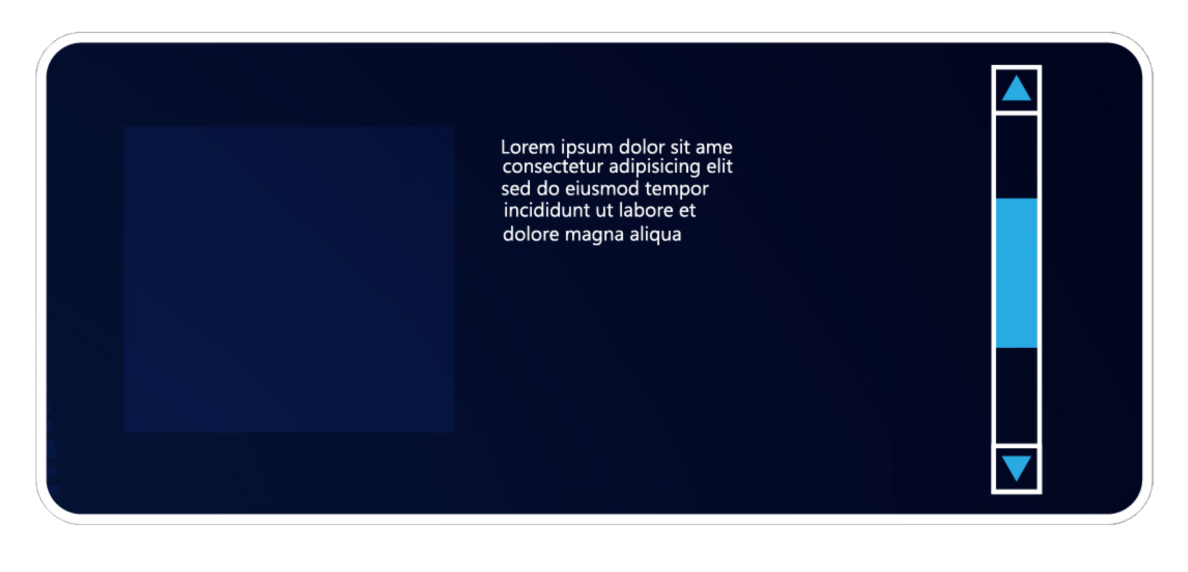 Lorem ipsum dolor sit ame
consectetur adipisicing elit
sed do eiusmod tempor
incididunt ut labore et
dolore magna aliqua